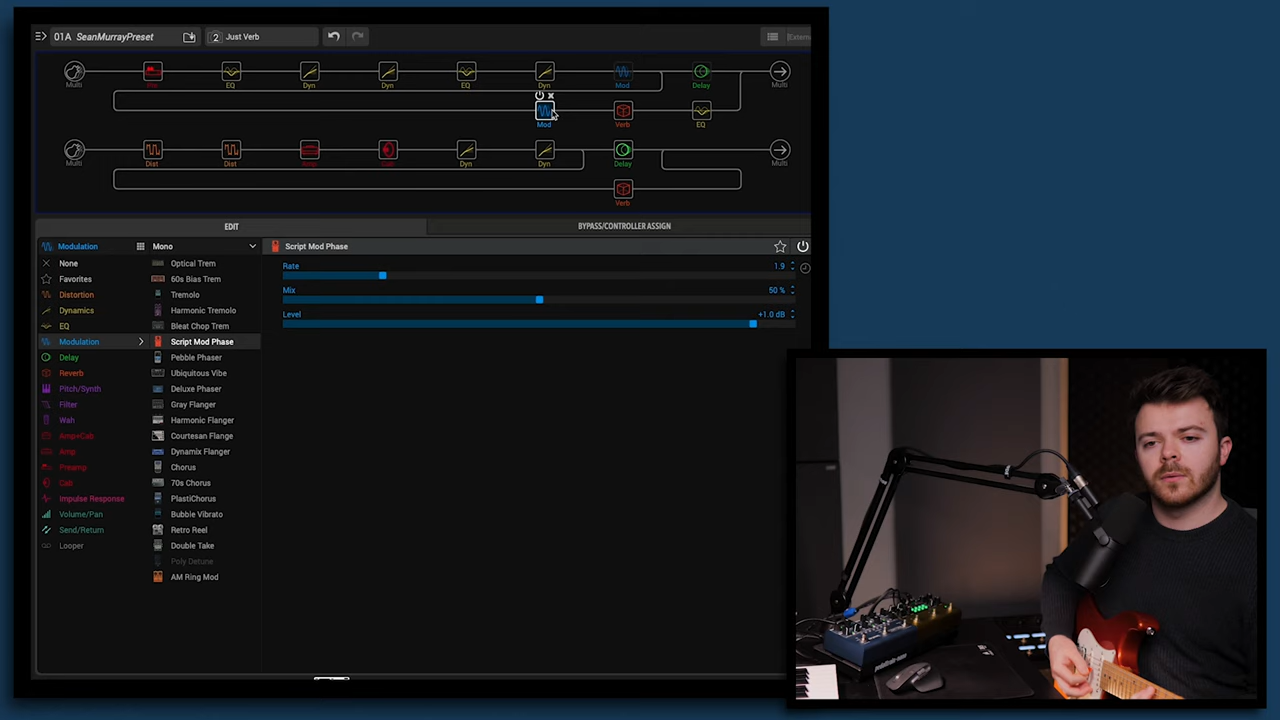 01A SeanMurrayPreset 2 Just Verb
Multi EQ Dyn Dyn EQ Dyn Mod Delay Multi
Mod Verb EQ
Multi Dist Dist Dyn Dyn Delay Multi
Verb
EDIT BYPASS/CONTROLLER ASSIGN
Modulation Mono Script Mod Phase
None Optical Trem Rate 1.9
Favorites 60s Bias Trem
Distortion Tremolo Mix 50 %
Dynamics Harmonic Tremolo Level +1.0 dB
EQ Bleat Chop Trem
Modulation Script Mod Phase
Delay Pebble Phaser
Reverb Ubiquitous Vibe
Pitch/Synth Deluxe Phaser
Filter Gray Flanger
Wah Harmonic Flanger
Amp+Cab Courtesan Flange
Amp Dynamix Flanger
Preamp Chorus
Cab 70s Chorus
Impulse Response PlastiChorus
Volume/Pan Bubble Vibrato
Send/Return Retro Reel
Looper Double Take
Poly Detune
AM Ring Mod
pedaltrain nano